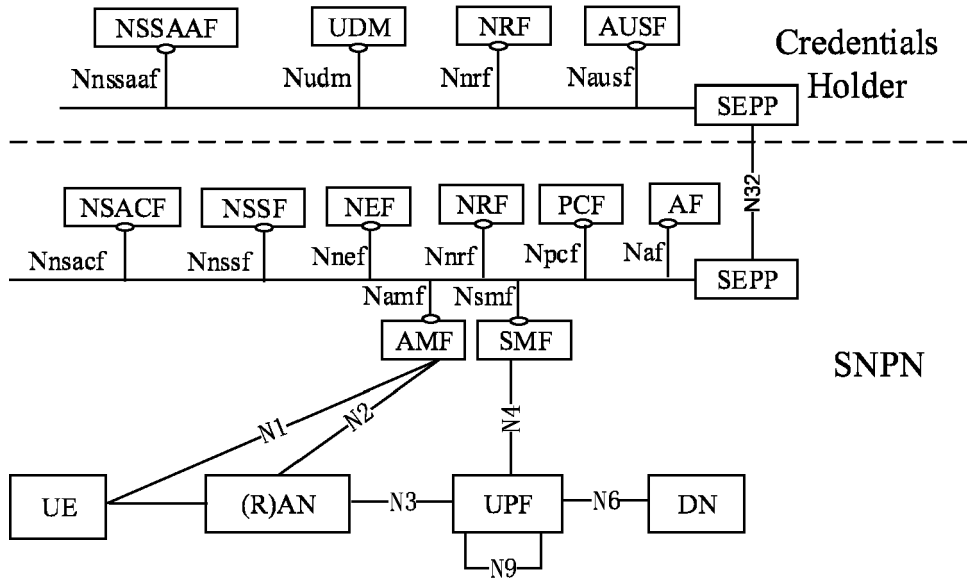 NSSAAF UDM NRF AUSF
Credentials
Holder
Nnssaaf Nudm Nnrf Nausf
SEPP
N32
NSACF NSSF NEF NRF PCF AF
Nnsacf Nnssf Nnef Nnrf Npcf Naf
SEPP
Namf Nsmf
AMF SMF
SNPN
N1 N2 N4
UE (R)AN N3 UPF N6 DN
N9